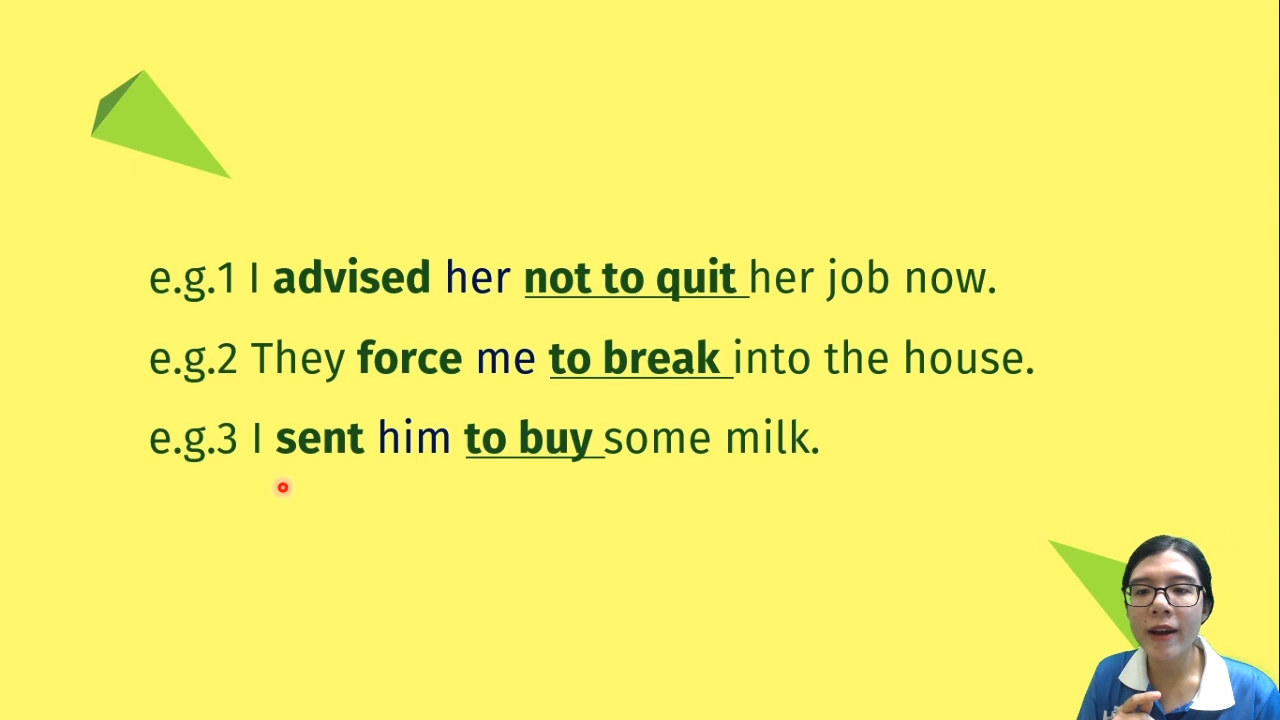 e.g.1 I advised her not to quit her job now.
e.g.2 They force me to break into the house.
e.g.3 I sent him to buy some milk.